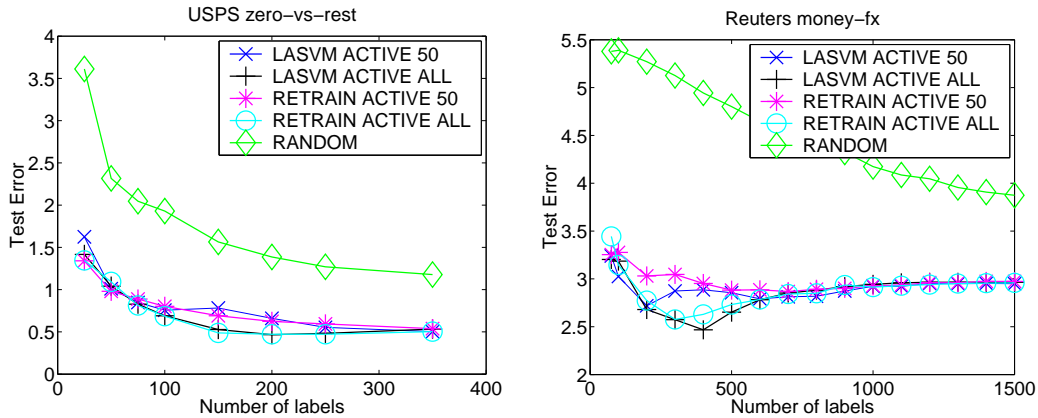 USPS zero−vs−rest
4
3.5
3
2.5
2
1.5
1
0.5
0
0
50
100
150
200
250
300
350
400
Test Error
Number of labels
LASVM ACTIVE 50
LASVM ACTIVE ALL
RETRAIN ACTIVE 50
RETRAIN ACTIVE ALL
RANDOM
Reuters money−fx
5.5
5
4.5
4
3.5
3
2.5
2
0
500
1000
1500
Test Error
Number of labels
LASVM ACTIVE 50
LASVM ACTIVE ALL
RETRAIN ACTIVE 50
RETRAIN ACTIVE ALL
RANDOM